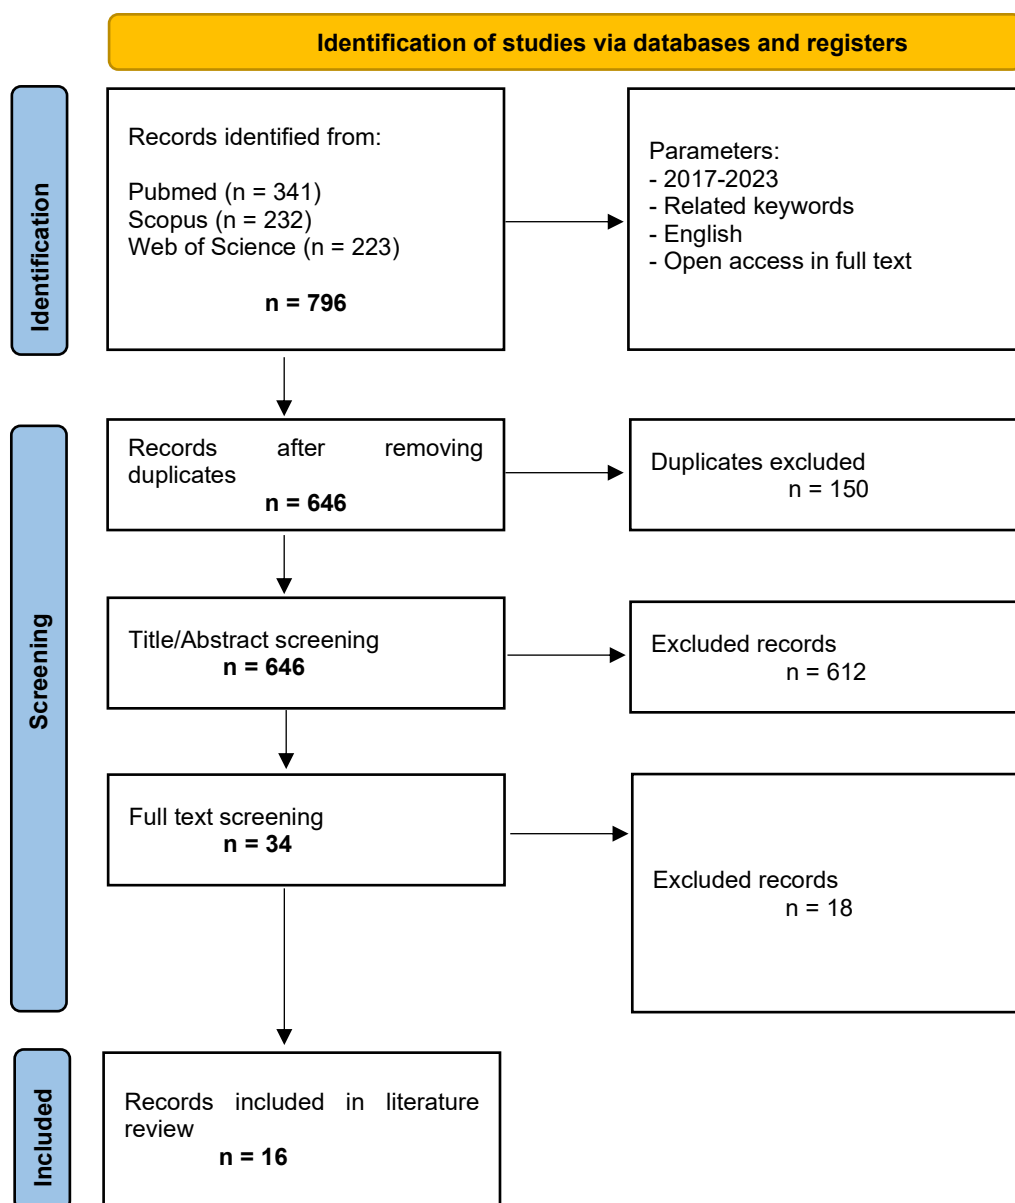 Identification of studies via databases and registers
Identification
Records identified from:
Pubmed (n = 341)
Scopus (n = 232)
Web of Science (n = 223)
n = 796
Parameters:
- 2017-2023
- Related keywords
- English
- Open access in full text
Screening
Records after removing
duplicates
n = 646
Duplicates excluded
n = 150
Title/Abstract screening
n = 646
Excluded records
n = 612
Full text screening
n = 34
Excluded records
n = 18
Included
Records included in literature
review
n = 16